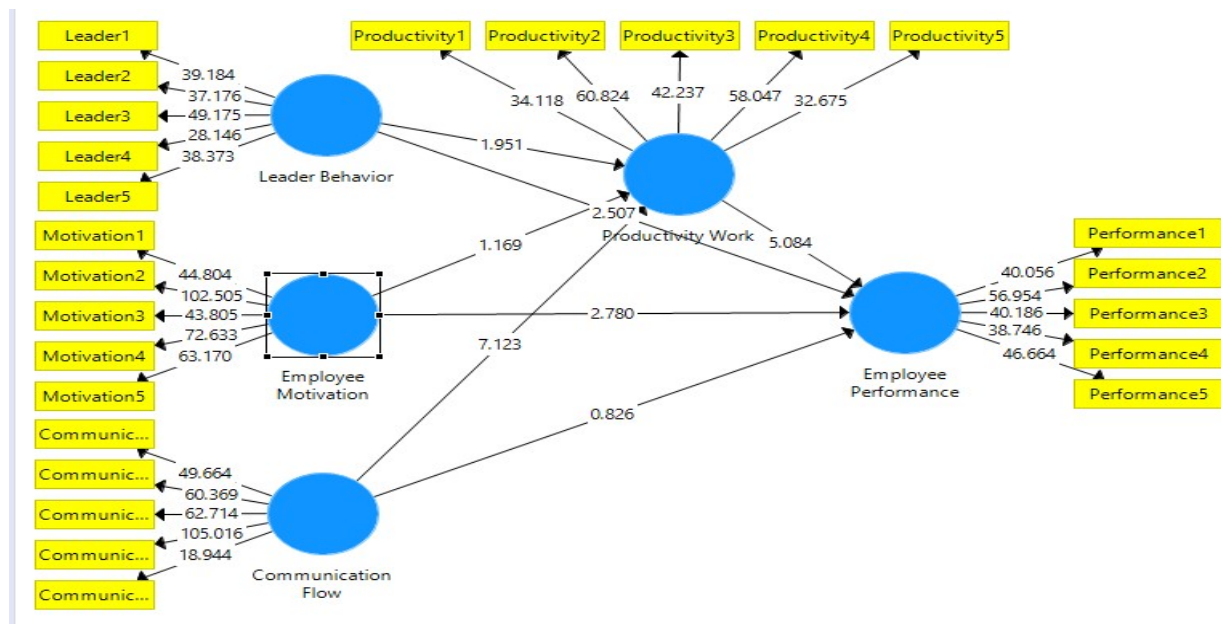 Leader1
Leader2
Leader3
Leader4
Leader5
39.184
37.176
49.175
28.146
38.373
Leader Behavior
Productivity1
Productivity2
Productivity3
Productivity4
Productivity5
34.118
60.824
42.237
58.047
32.675
Productivity Work
1.951
2.507
1.169
5.084
Motivation1
Motivation2
Motivation3
Motivation4
Motivation5
44.804
102.505
43.805
72.633
63.170
Employee
Motivation
2.780
7.123
0.826
Performance1
Performance2
Performance3
Performance4
Performance5
40.056
56.954
40.186
38.746
46.664
Employee
Performance
Communic...
Communic...
Communic...
Communic...
Communic...
49.664
60.369
62.714
105.016
18.944
Communication
Flow